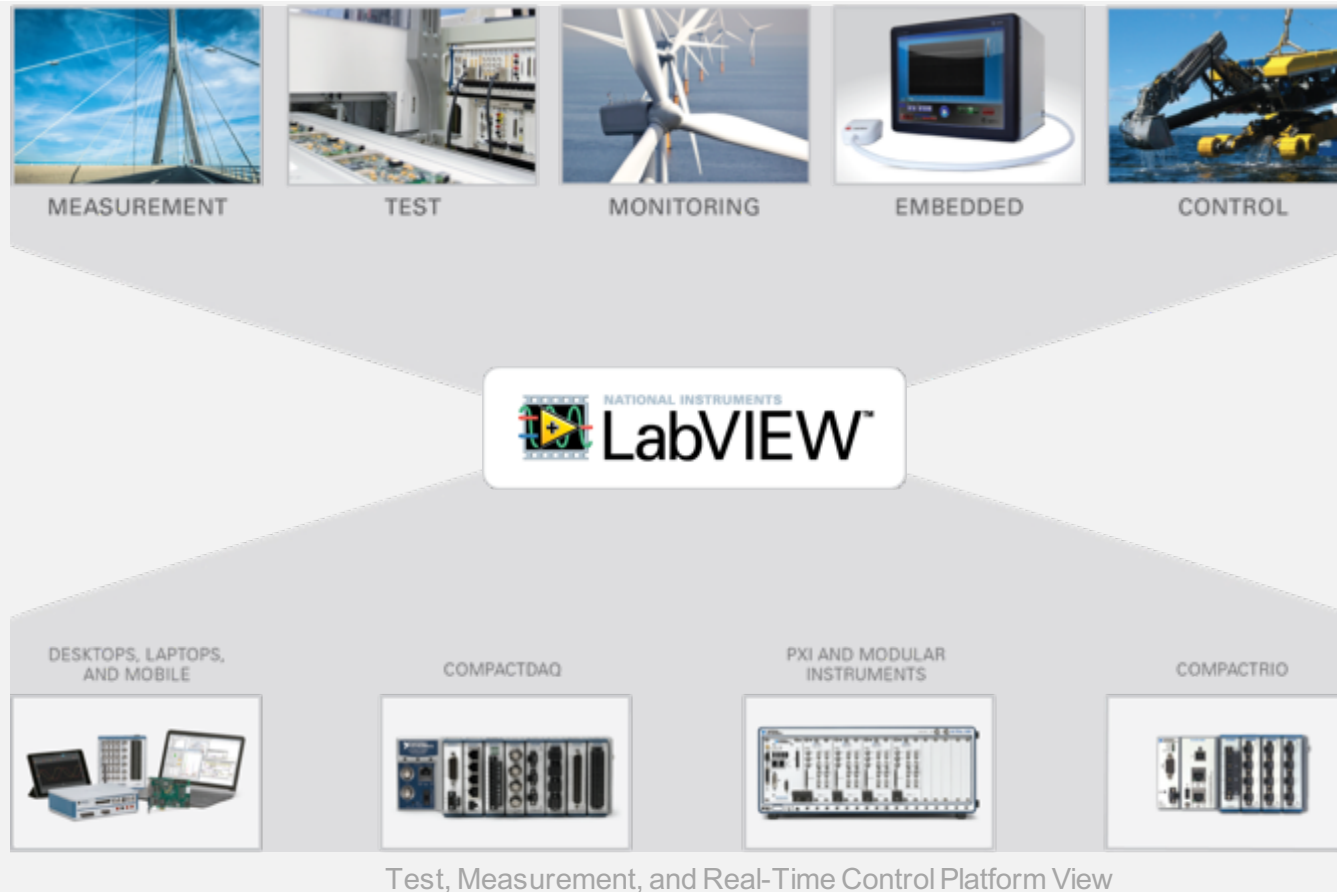 MEASUREMENT
TEST
MONITORING
EMBEDDED
CONTROL
NATIONAL INSTRUMENTS
LabVIEW™
DESKTOPS, LAPTOPS,
AND MOBILE
COMPACTDAQ
PXI AND MODULAR
INSTRUMENTS
COMPACTRIO
Test, Measurement, and Real-Time Control Platform View